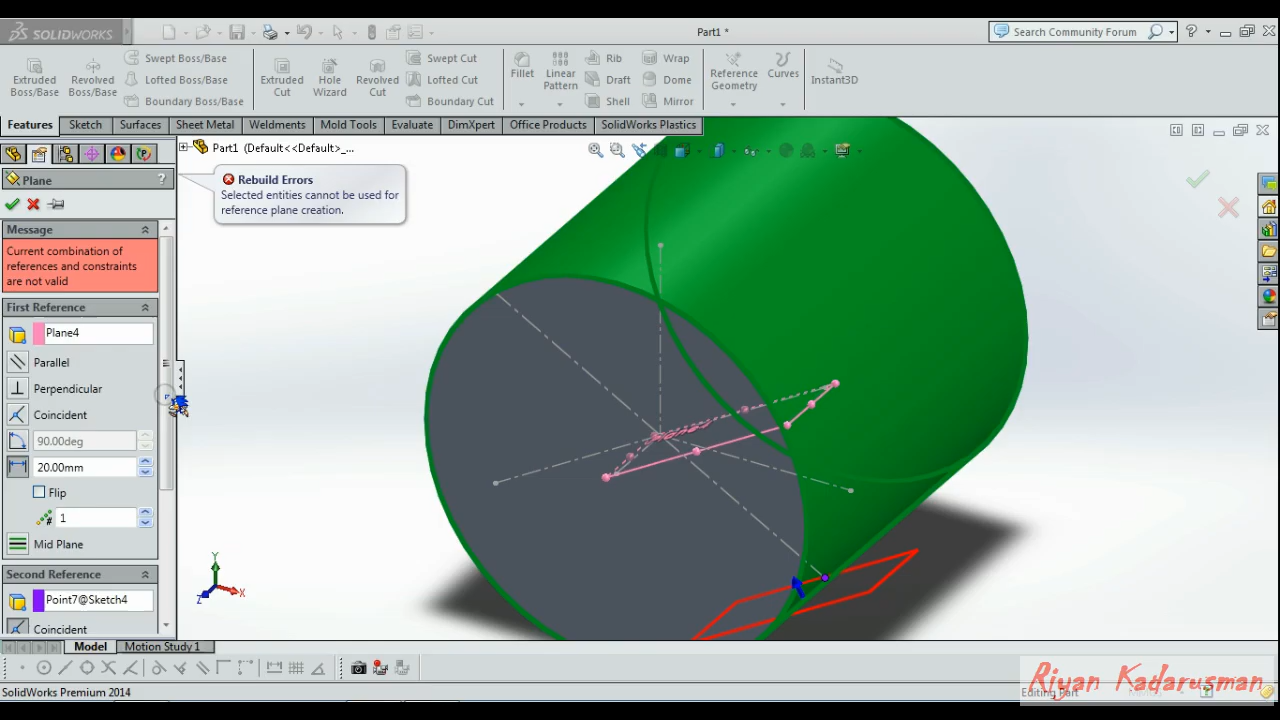 SOLIDWORKS
Part1 *
Search Community Forum
?
Extruded Boss/Base
Revolved Boss/Base
Swept Boss/Base
Lofted Boss/Base
Boundary Boss/Base
Extruded Cut
Hole Wizard
Revolved Cut
Swept Cut
Lofted Cut
Boundary Cut
Fillet
Linear Pattern
Rib
Draft
Shell
Wrap
Dome
Mirror
Reference Geometry
Curves
Instant3D
Features
Sketch
Surfaces
Sheet Metal
Weldments
Mold Tools
Evaluate
DimXpert
Office Products
SolidWorks Plastics
Part1 (Default<<Default>_...
Plane
?
Rebuild Errors
Selected entities cannot be used for
reference plane creation.
Message
Current combination of
references and constraints
are not valid
First Reference
Plane4
Parallel
Perpendicular
Coincident
90.00deg
20.00mm
Flip
1
Mid Plane
Second Reference
Point7@Sketch4
Coincident
Y
X
Z
Model
Motion Study 1
SolidWorks Premium 2014
Editing Part
Riyan Kadarusman